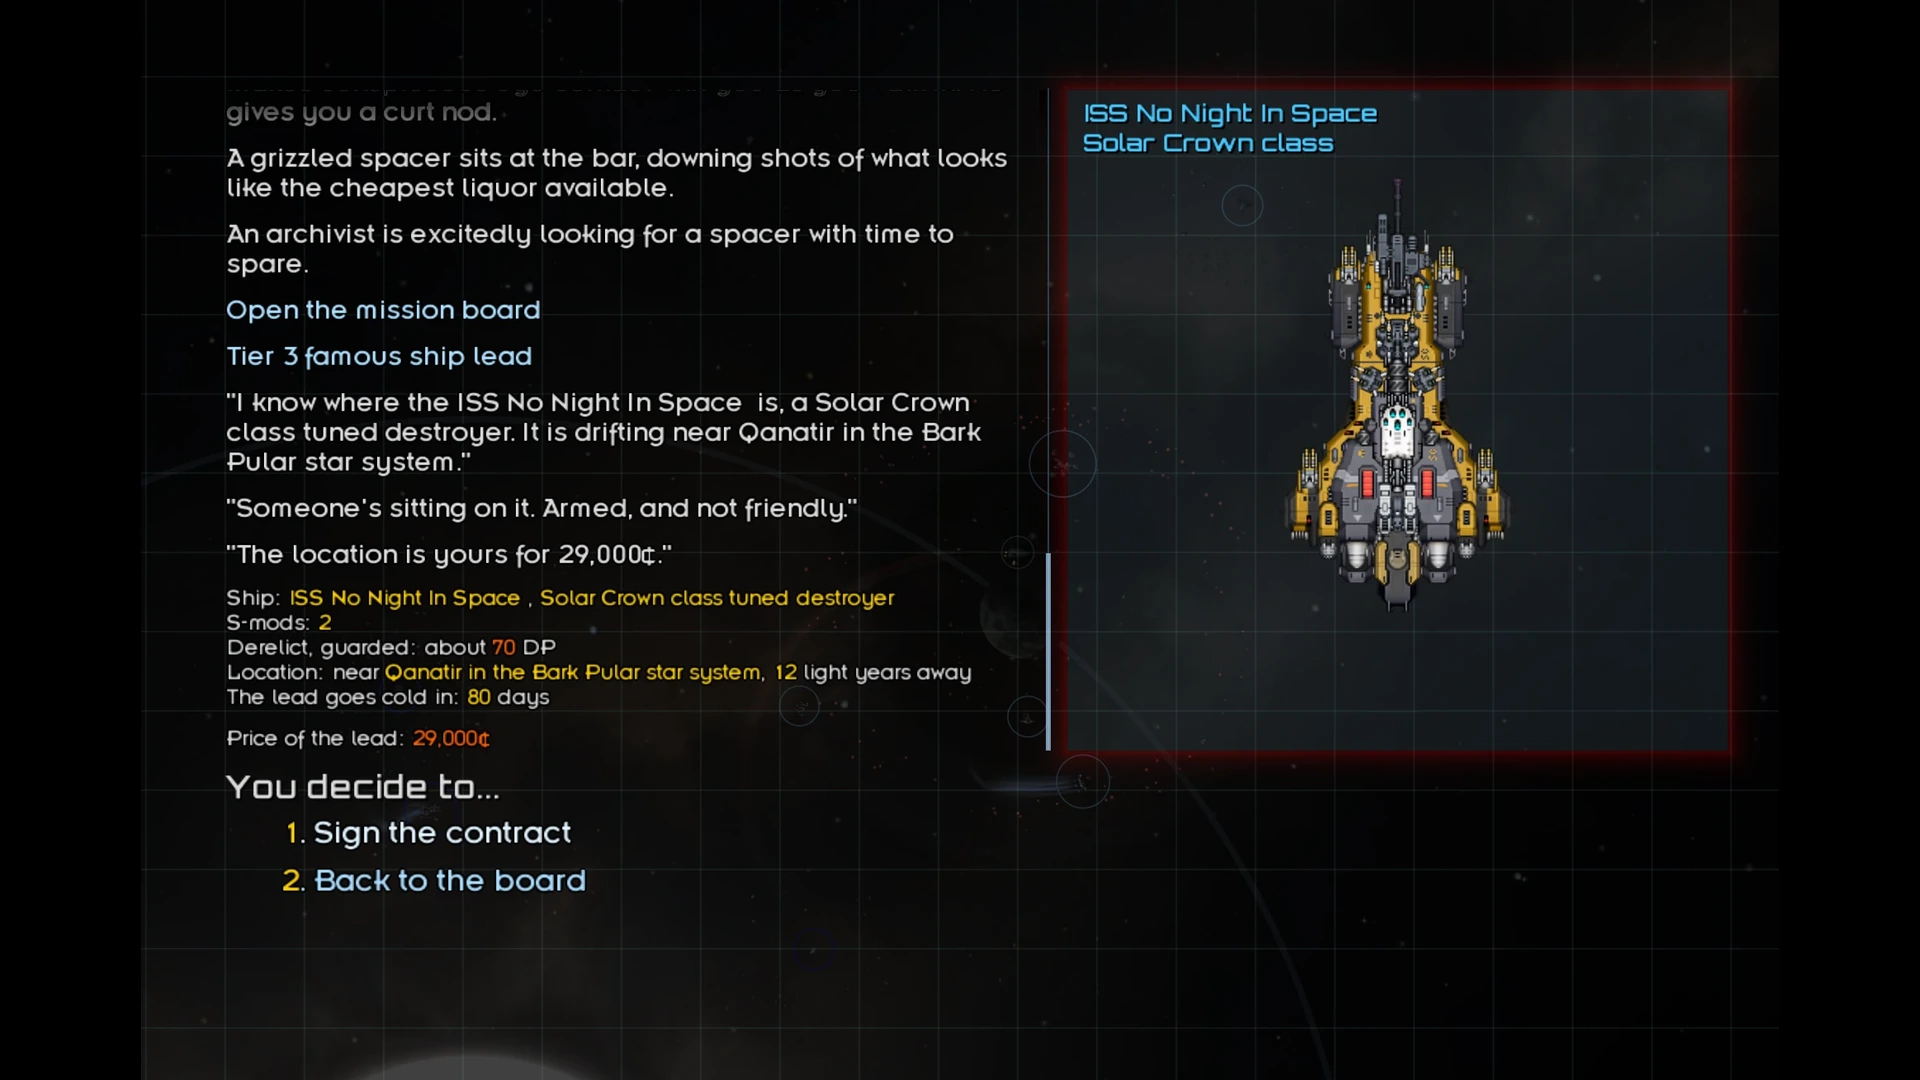 gives you a curt nod.
A grizzled spacer sits at the bar, downing shots of what looks
like the cheapest liquor available.
An archivist is excitedly looking for a spacer with time to
spare.
Open the mission board
Tier 3 famous ship lead
"I know where the ISS No Night In Space  is, a Solar Crown
class tuned destroyer. It is drifting near Qanatir in the Bark
Pular star system."
"Someone's sitting on it. Armed, and not friendly."
"The location is yours for 29,000¢."
Ship: ISS No Night In Space , Solar Crown class tuned destroyer
S-mods: 2
Derelict, guarded: about 70 DP
Location: near Qanatir in the Bark Pular star system, 12 light years away
The lead goes cold in: 80 days
Price of the lead: 29,000¢
You decide to...
1. Sign the contract
2. Back to the board
ISS No Night In Space
Solar Crown class